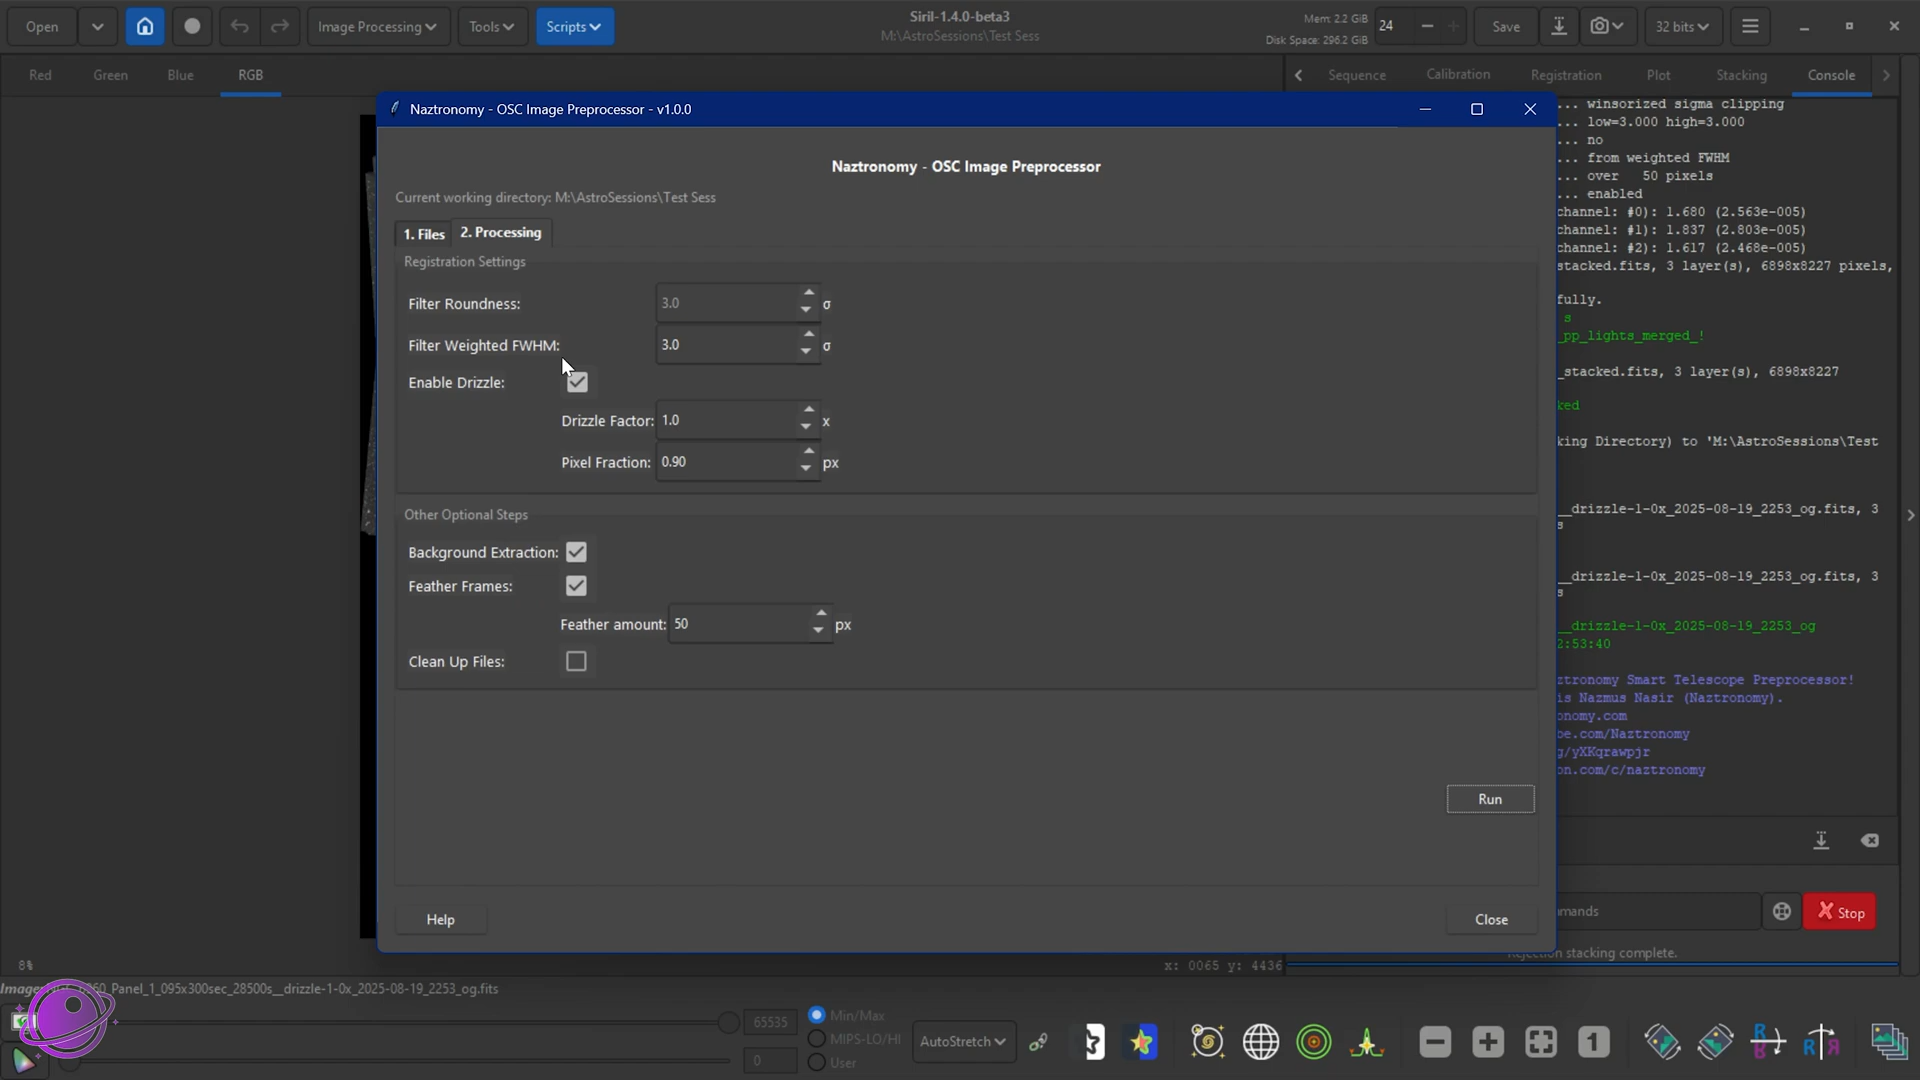 Open
Image Processing
Tools
Scripts
Siril-1.4.0-beta3
M:\AstroSessions\Test Sess
Mem: 2.2 GiB
Disk Space: 296.2 GiB
24
Save
32 bits
Red Green Blue RGB
Sequence Calibration Registration Plot Stacking Console
Naztronomy - OSC Image Preprocessor - v1.0.0
Naztronomy - OSC Image Preprocessor
Current working directory: M:\AstroSessions\Test Sess
1. Files 2. Processing
Registration Settings
Filter Roundness: 3.0 σ
Filter Weighted FWHM: 3.0 σ
Enable Drizzle:
Drizzle Factor: 1.0 x
Pixel Fraction: 0.90 px
Other Optional Steps
Background Extraction:
Feather Frames:
Feather amount: 50 px
Clean Up Files:
Run
Help
Close
... winsorized sigma clipping
... low=3.000 high=3.000
... no
... from weighted FWHM
... over 50 pixels
... enabled
channel: #0): 1.680 (2.563e-005)
channel: #1): 1.837 (2.803e-005)
channel: #2): 1.617 (2.468e-005)
stacked.fits, 3 layer(s), 6898x8227 pixels,
fully.
s
_pp_lights_merged_!
_stacked.fits, 3 layer(s), 6898x8227
ked
king Directory) to 'M:\AstroSessions\Test
__drizzle-1-0x_2025-08-19_2253_og.fits, 3
s
__drizzle-1-0x_2025-08-19_2253_og.fits, 3
s
__drizzle-1-0x_2025-08-19_2253_og
2:53:40
ztronomy Smart Telescope Preprocessor!
is Nazmus Nasir (Naztronomy).
onomy.com
be.com/Naztronomy
g/yXKqrawpjr
on.com/c/naztronomy
mmands
Stop
stacking complete.
8%
x: 0065 y: 4436
Image
_Panel_1_095x300sec_28500s__drizzle-1-0x_2025-08-19_2253_og.fits
65535
0
Min/Max
MIPS-LO/HI
User
AutoStretch
1
R
R
R R